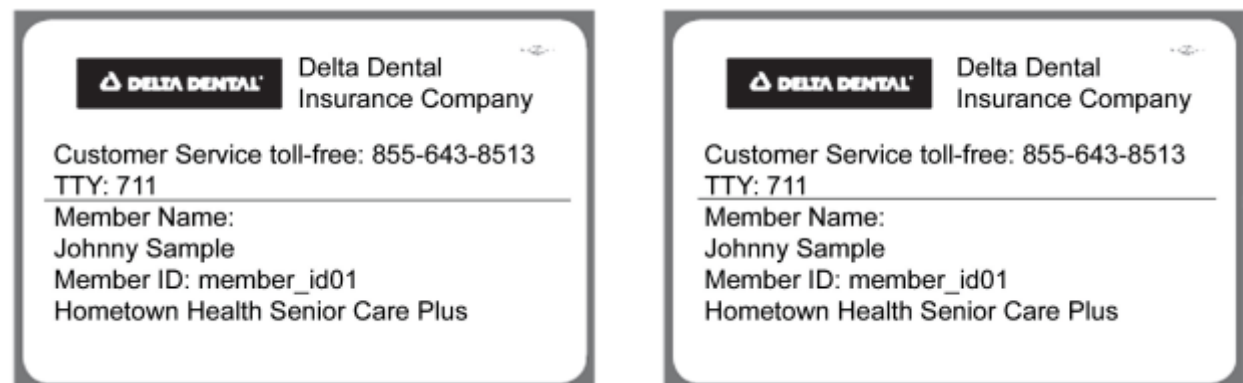 DELTA DENTAL
Delta Dental
Insurance Company
Customer Service toll-free: 855-643-8513
TTY: 711
Member Name:
Johnny Sample
Member ID: member_id01
Hometown Health Senior Care Plus
DELTA DENTAL
Delta Dental
Insurance Company
Customer Service toll-free: 855-643-8513
TTY: 711
Member Name:
Johnny Sample
Member ID: member_id01
Hometown Health Senior Care Plus